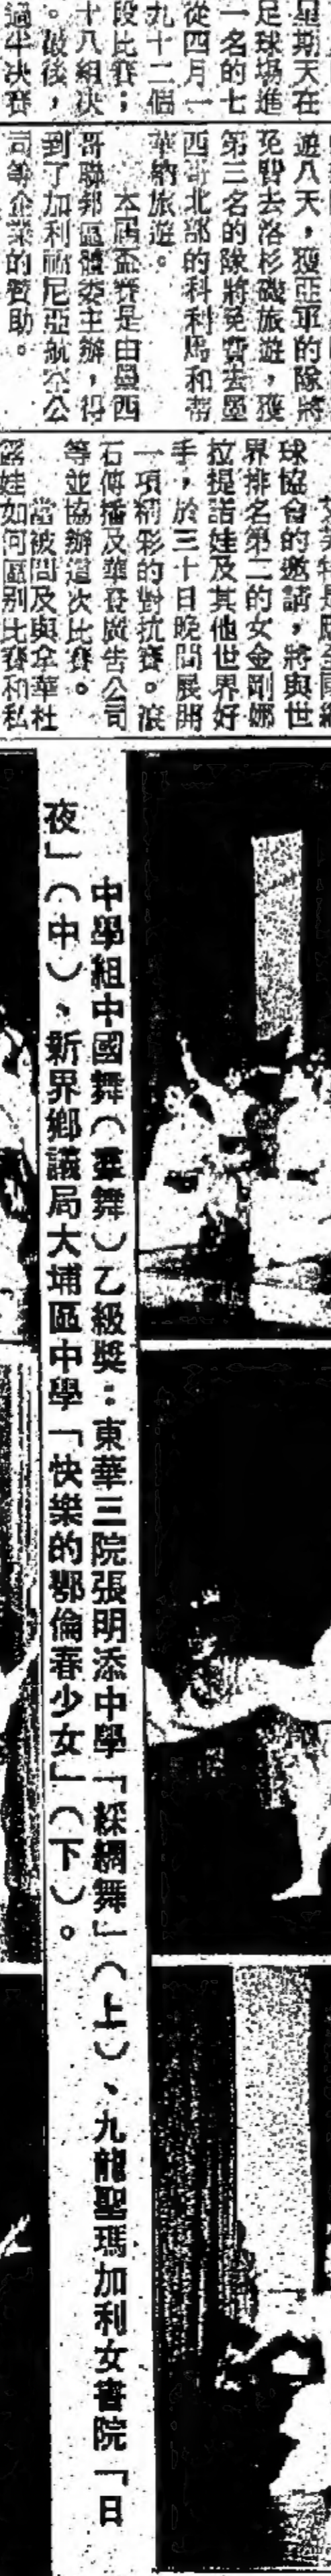 星期天在
足球場進
一名的七
從四月一
九十二個
段比賽;
十八組決
。最後,
過半決賽
遊八天,獲亞軍的隊將
免費去洛杉磯旅遊,獲
第三名的隊將免費去墨
西哥北部的科利馬和蒂
華納旅遊。
本屆盃賽是由墨西
哥聯邦區體委主辦,得
到了加利福尼亞航空公
司等企業的贊助。
球協會的邀請,將與世
界排名第二的女金剛娜
拉提諾娃及其他世界好
手,於三十日晚間展開
一項精彩的對抗賽。滾
石傳播及華登廣告公司
等並協辦這次比賽。
當被問及與華杜
露娃如何區別比賽和私
中學組中國舞(羣舞)乙級獎:東華三院張明添中學「綵綢舞」(上)、九龍聖瑪加利女書院「日
夜」(中)、新界鄉議局大埔區中學「快樂的鄂倫春少女」(下)。